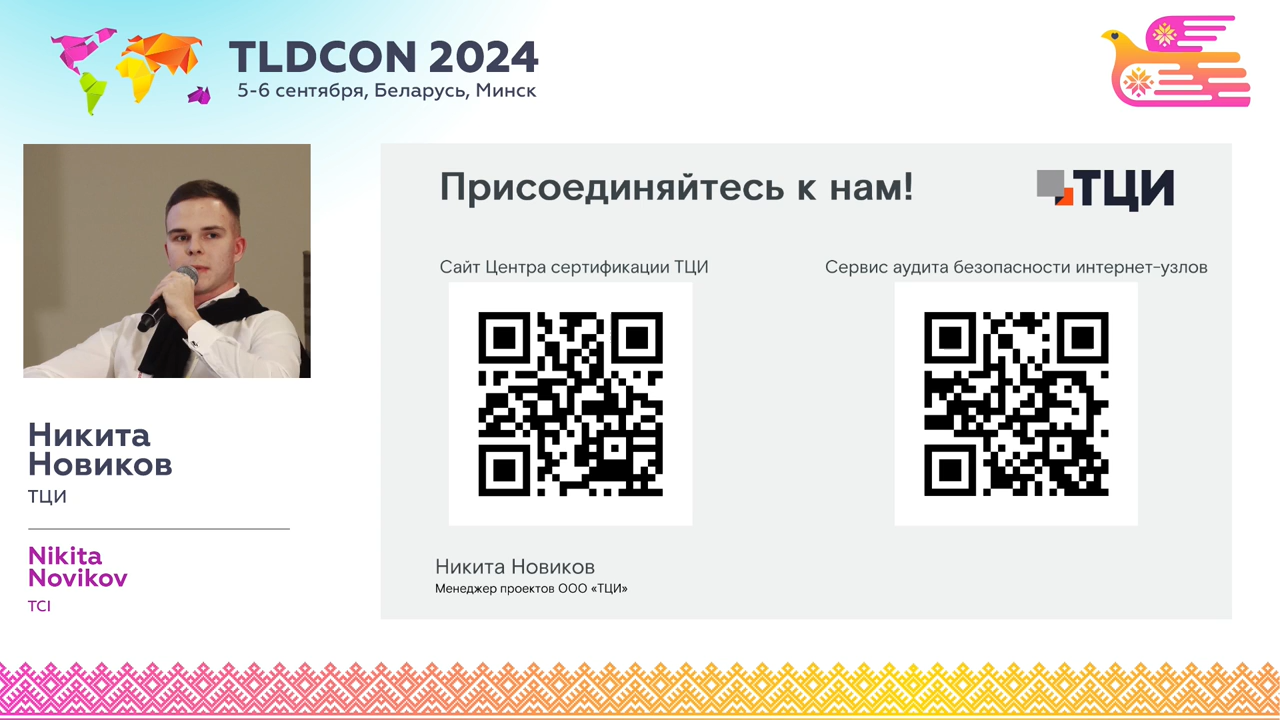 TLDCON 2024
5-6 сентября, Беларусь, Минск
Присоединяйтесь к нам!
ТЦИ
Сайт Центра сертификации ТЦИ
Сервис аудита безопасности интернет-узлов
Никита
Новиков
ТЦИ
Nikita
Novikov
TCI
Никита Новиков
Менеджер проектов ООО «ТЦИ»